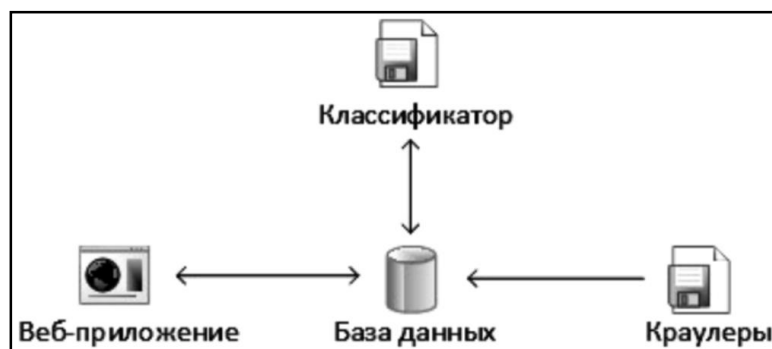 Классификатор
Веб-приложение
База данных
Краулеры